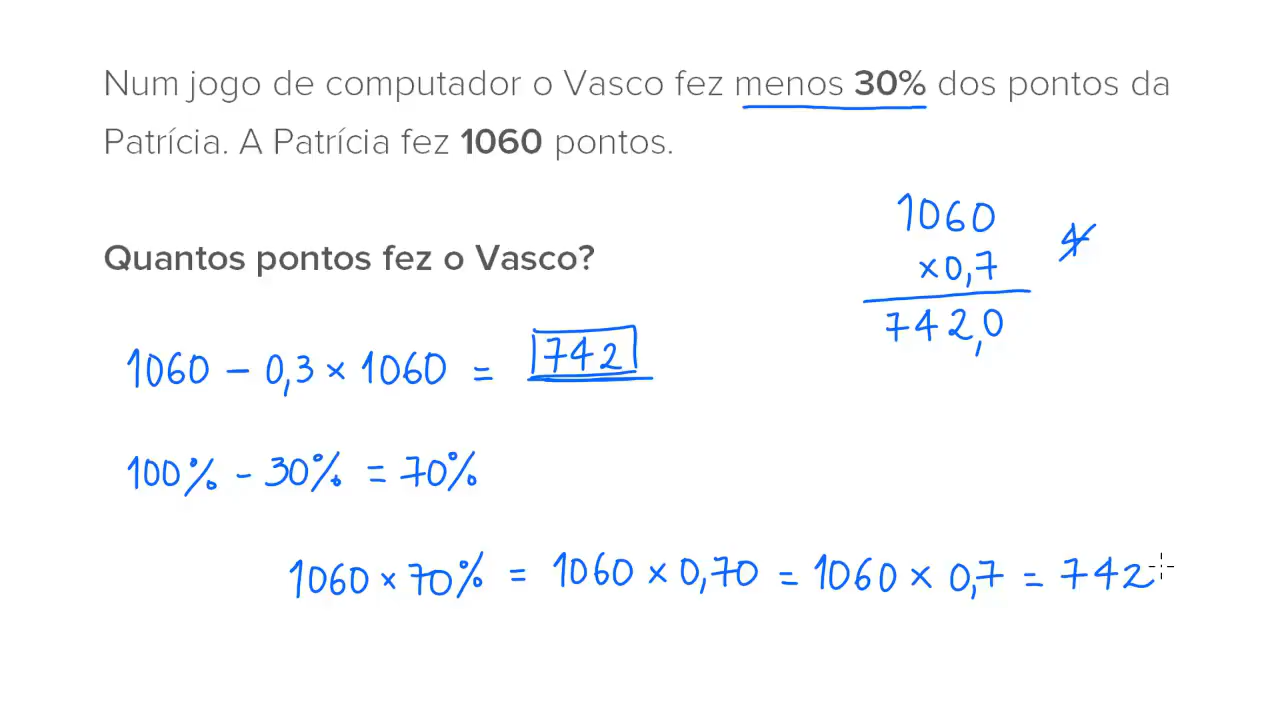 Num jogo de computador o Vasco fez menos 30% dos pontos da
Patrícia. A Patrícia fez 1060 pontos.
Quantos pontos fez o Vasco?
1060
×0,7
742,0
4
1060 – 0,3 × 1060 = 742
100% - 30% = 70%
1060 × 70% = 1060 × 0,70 = 1060 × 0,7 = 742